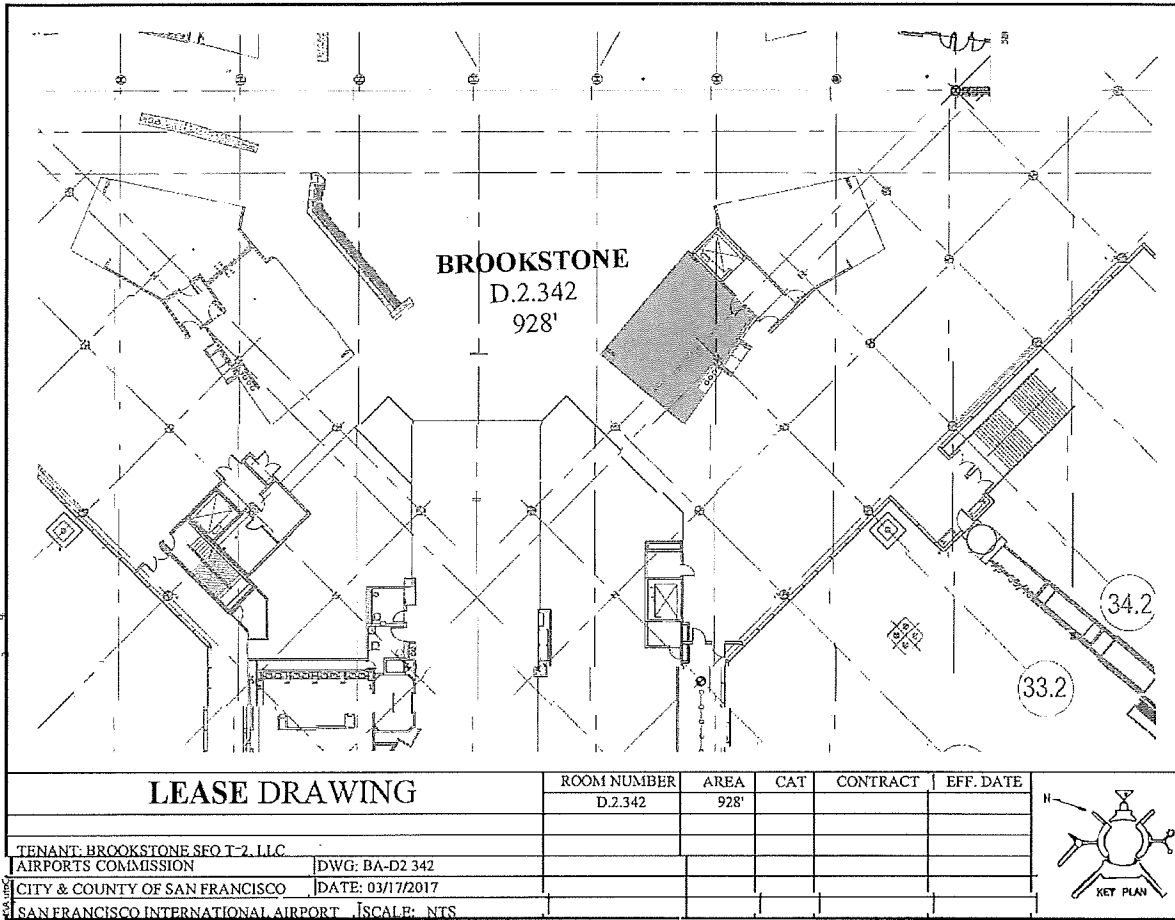 BROOKSTONE
D.2.342
928'
34.2
33.2
LEASE DRAWING
ROOM NUMBER AREA CAT CONTRACT EFF. DATE
D.2.342 928'
TENANT: BROOKSTONE SFO T-2, LLC
AIRPORTS COMMISSION DWG: BA-D2 342
CITY & COUNTY OF SAN FRANCISCO DATE: 03/17/2017
SAN FRANCISCO INTERNATIONAL AIRPORT SCALE: NTS
N
KEY PLAN